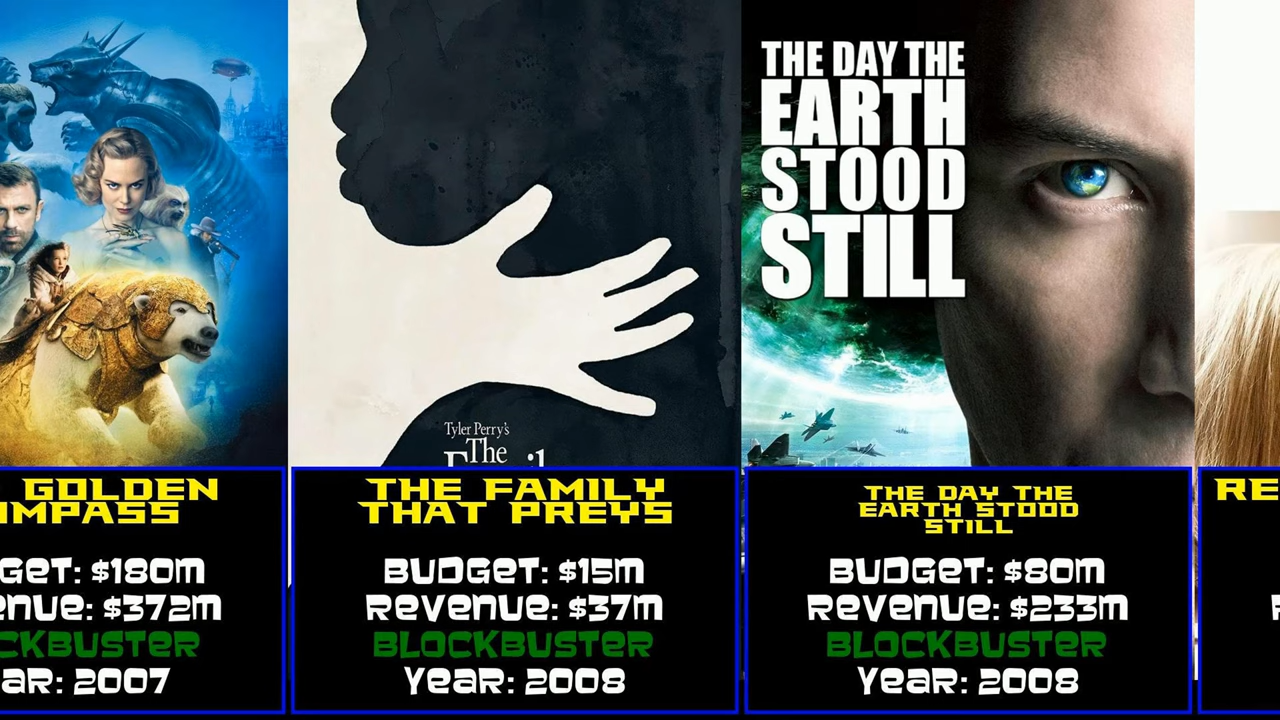 GOLDEN
MPASS
GET: $180M
ENUE: $372M
CKBUSTER
AR: 2007
Tyler Perry's
The
THE FAMILY
THAT PREYS
BUDGET: $15M
REVENUE: $37M
BLOCKBUSTER
YEAR: 2008
THE DAY THE
EARTH
STOOD
STILL
THE DAY THE
EARTH STOOD
STILL
BUDGET: $80M
REVENUE: $233M
BLOCKBUSTER
YEAR: 2008
RE